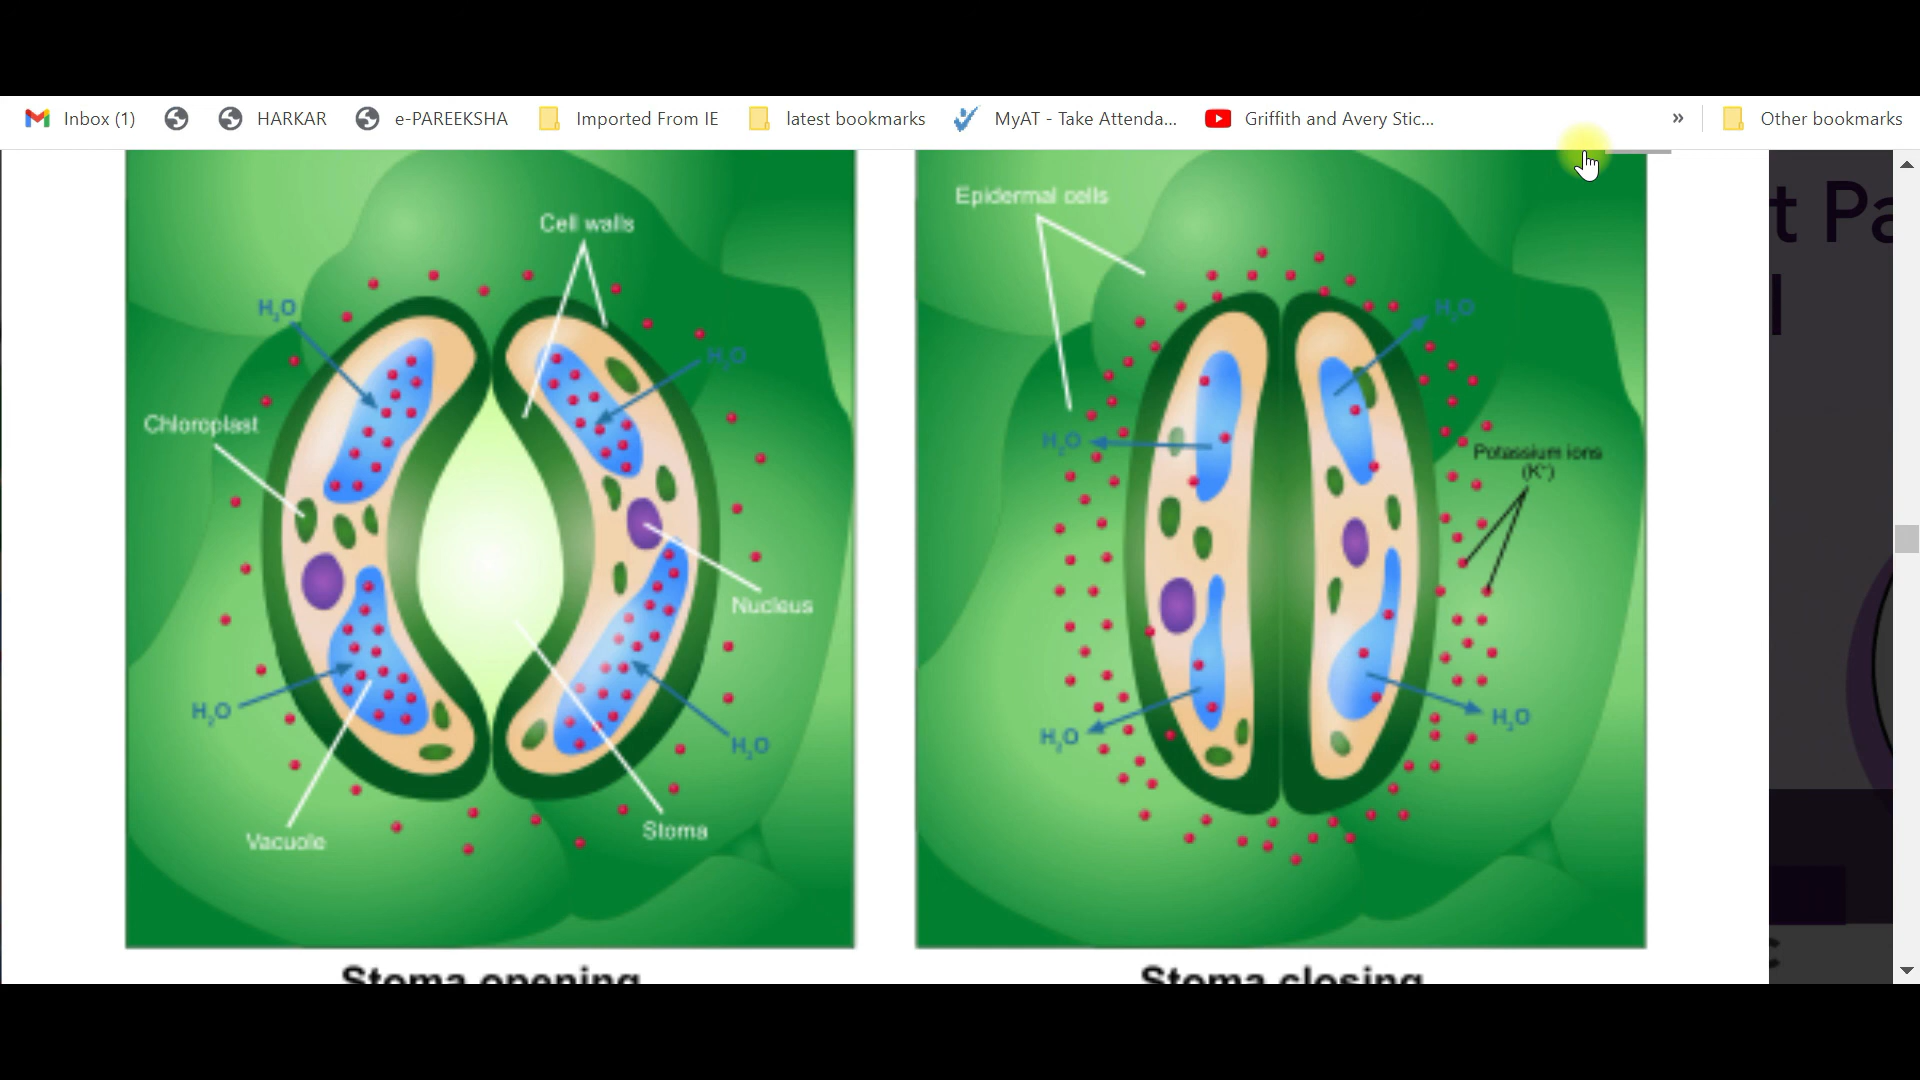 Inbox (1) HARKAR e-PAREEKSHA Imported From IE latest bookmarks MyAT - Take Attenda... Griffith and Avery Stic... » Other bookmarks
Epidermal cells
Cell walls
H₂O
H₂O
H₂O
Chloroplast
H₂O
Potassium ions
(K⁺)
Nucleus
H₂O
H₂O
H₂O
H₂O
Stoma
Vacuole
Stoma opening
Stoma closing
t Pa